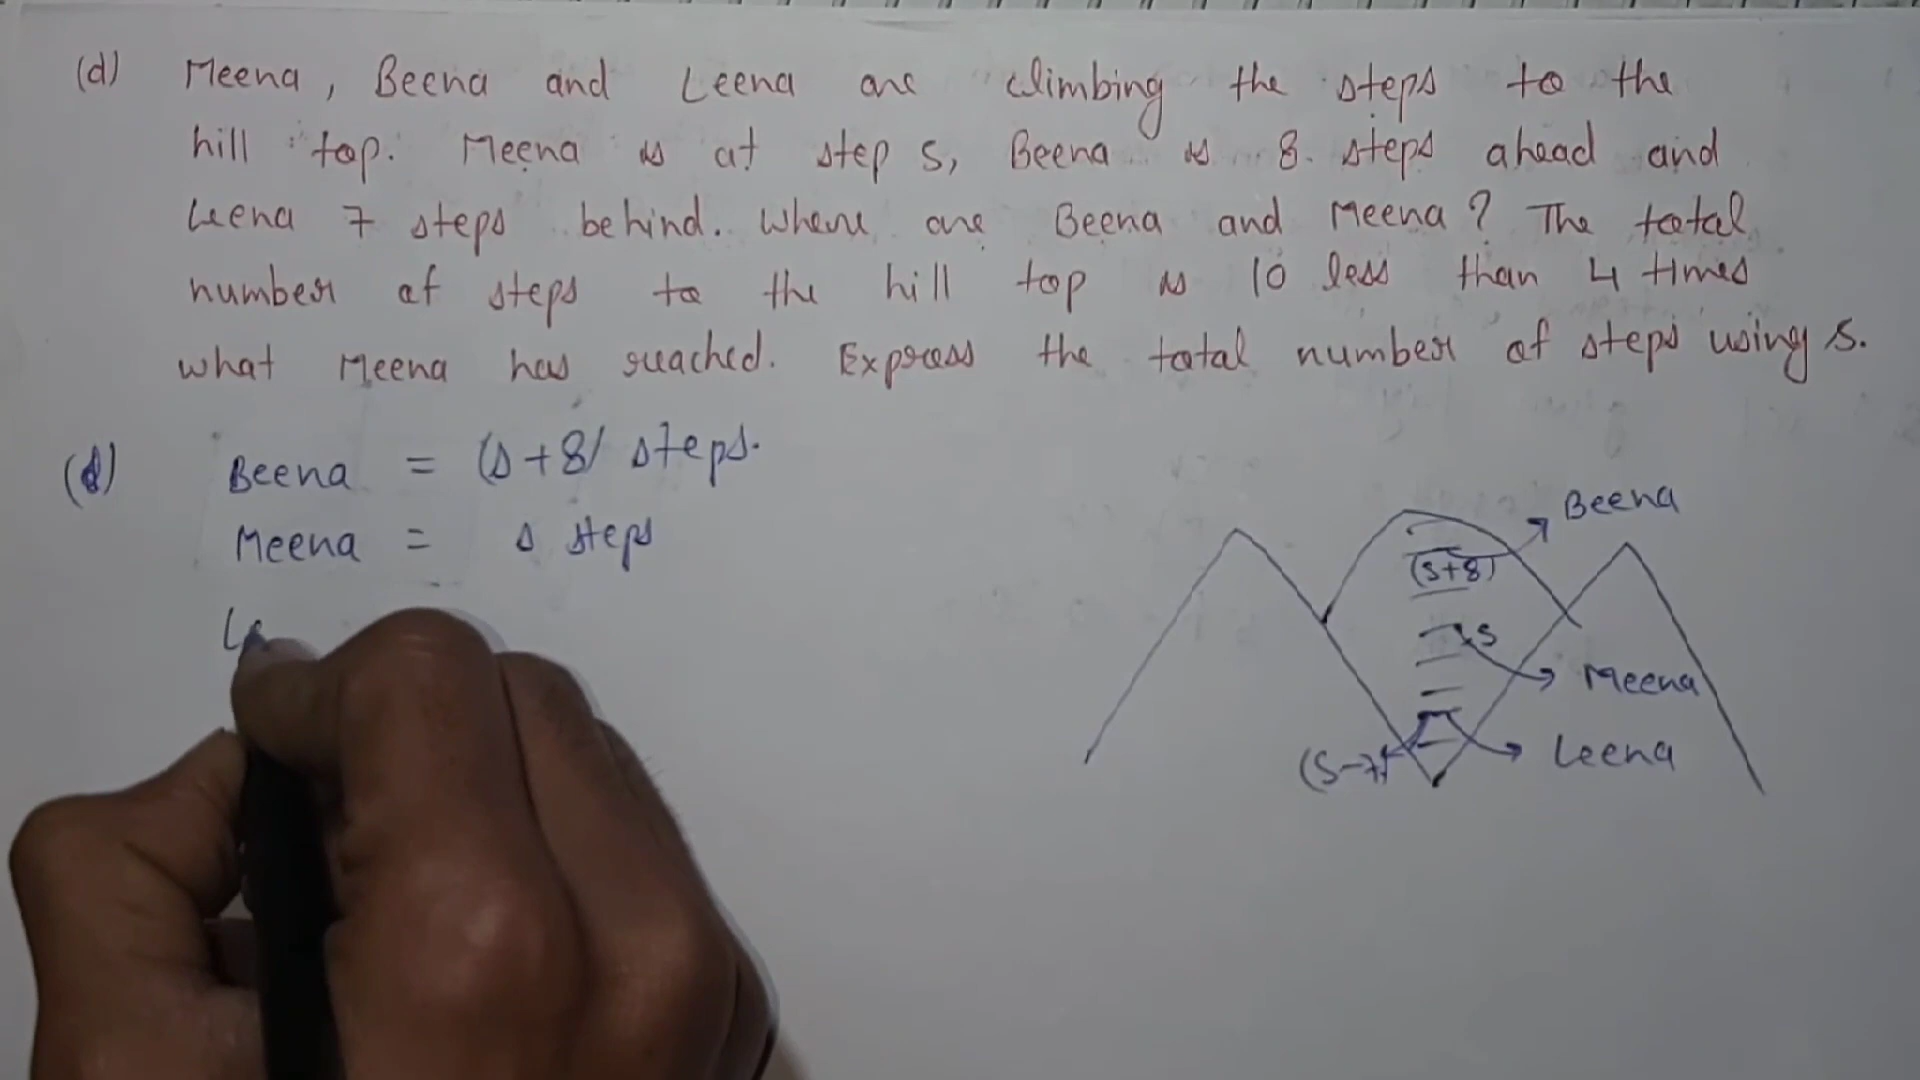 (d) Meena, Beena and Leena are climbing the steps to the
hill top. Meena is at step s, Beena is 8 steps ahead and
Leena 7 steps behind. Where are Beena and Meena? The total
number of steps to the hill top is 10 less than 4 times
what Meena has reached. Express the total number of steps using s.
(d) Beena = (s+8) steps.
Meena = s steps
Le
Beena
(s+8)
s
Meena
(s-7)
Leena